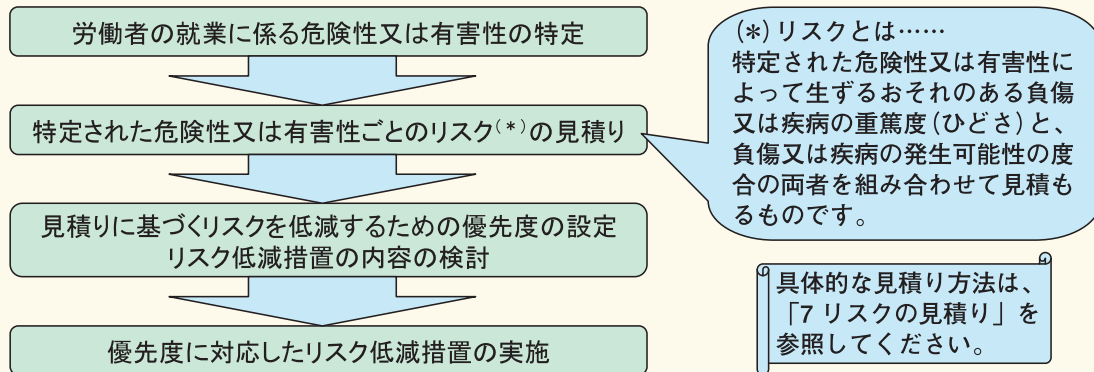 労働者の就業に係る危険性又は有害性の特定
特定された危険性又は有害性ごとのリスク(*)の見積り
見積りに基づくリスクを低減するための優先度の設定
リスク低減措置の内容の検討
優先度に対応したリスク低減措置の実施
(*)リスクとは……
特定された危険性又は有害性に
よって生ずるおそれのある負傷
又は疾病の重篤度(ひどさ)と、
負傷又は疾病の発生可能性の度
合の両者を組み合わせて見積も
るものです。
具体的な見積り方法は、
「7 リスクの見積り」を
参照してください。